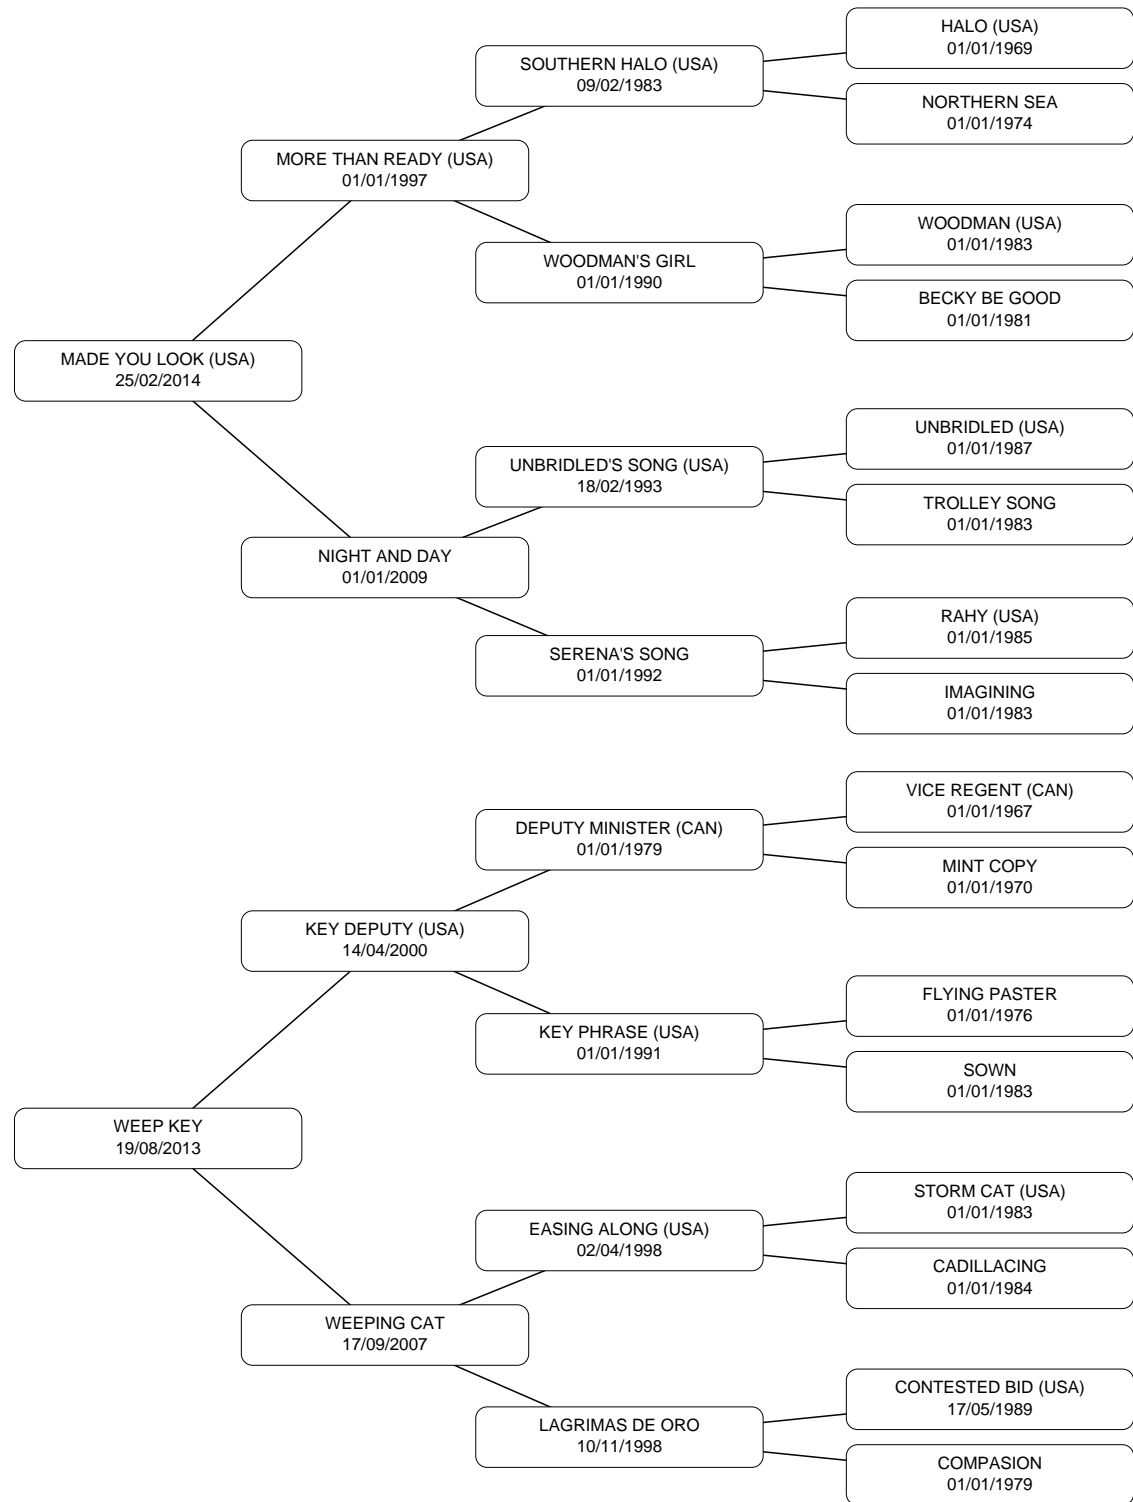 HALO (USA)
01/01/1969
SOUTHERN HALO (USA)
09/02/1983
NORTHERN SEA
01/01/1974
MORE THAN READY (USA)
01/01/1997
WOODMAN (USA)
01/01/1983
WOODMAN'S GIRL
01/01/1990
BECKY BE GOOD
01/01/1981
MADE YOU LOOK (USA)
25/02/2014
UNBRIDLED (USA)
01/01/1987
UNBRIDLED'S SONG (USA)
18/02/1993
TROLLEY SONG
01/01/1983
NIGHT AND DAY
01/01/2009
RAHY (USA)
01/01/1985
SERENA'S SONG
01/01/1992
IMAGINING
01/01/1983
VICE REGENT (CAN)
01/01/1967
DEPUTY MINISTER (CAN)
01/01/1979
MINT COPY
01/01/1970
KEY DEPUTY (USA)
14/04/2000
FLYING PASTER
01/01/1976
KEY PHRASE (USA)
01/01/1991
SOWN
01/01/1983
WEEP KEY
19/08/2013
STORM CAT (USA)
01/01/1983
EASING ALONG (USA)
02/04/1998
CADILLACING
01/01/1984
WEEPING CAT
17/09/2007
CONTESTED BID (USA)
17/05/1989
LAGRIMAS DE ORO
10/11/1998
COMPASION
01/01/1979